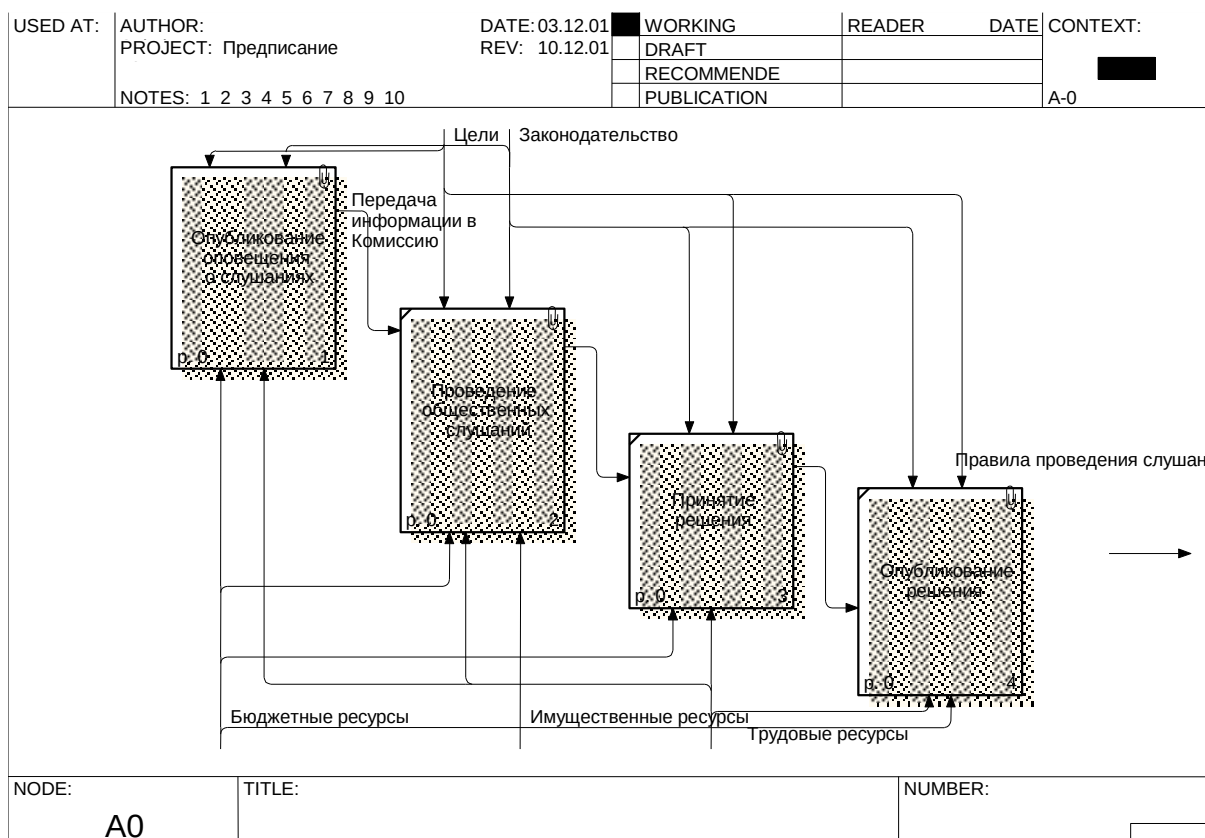 USED AT:
AUTHOR:
DATE: 03.12.01
WORKING
READER
DATE
CONTEXT:
PROJECT: Предписание
REV: 10.12.01
DRAFT
RECOMMENDE
NOTES: 1 2 3 4 5 6 7 8 9 10
PUBLICATION
A-0
Цели
Законодательство
Передача
информации в
Комиссию
Опубликование
оповещения
о слушаниях
р. 0
1
Проведение
общественных
слушаний
р. 0
2
Правила проведения слушан
Принятие
решения
р. 0
3
Опубликование
решения
р. 0
4
Бюджетные ресурсы
Имущественные ресурсы
Трудовые ресурсы
NODE:
TITLE:
NUMBER:
A0